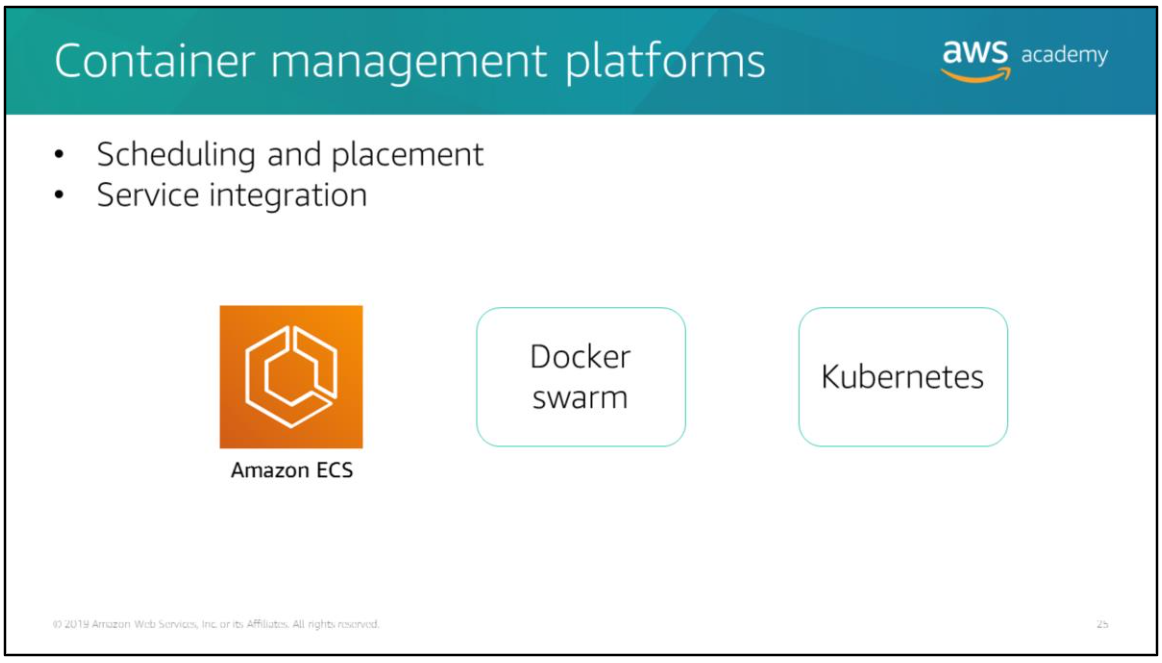 Container management platforms
aws academy
• Scheduling and placement
• Service integration
Amazon ECS
Docker
swarm
Kubernetes
© 2019 Amazon Web Services, Inc. or its Affiliates. All rights reserved.
25